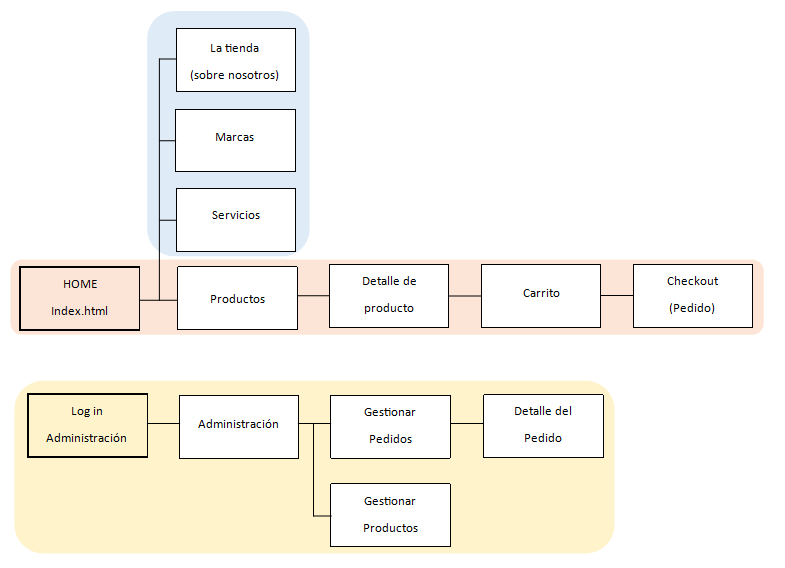 La tienda
(sobre nosotros)
Marcas
Servicios
HOME
Index.html
Productos
Detalle de
producto
Carrito
Checkout
(Pedido)
Log in
Administración
Administración
Gestionar
Pedidos
Detalle del
Pedido
Gestionar
Productos